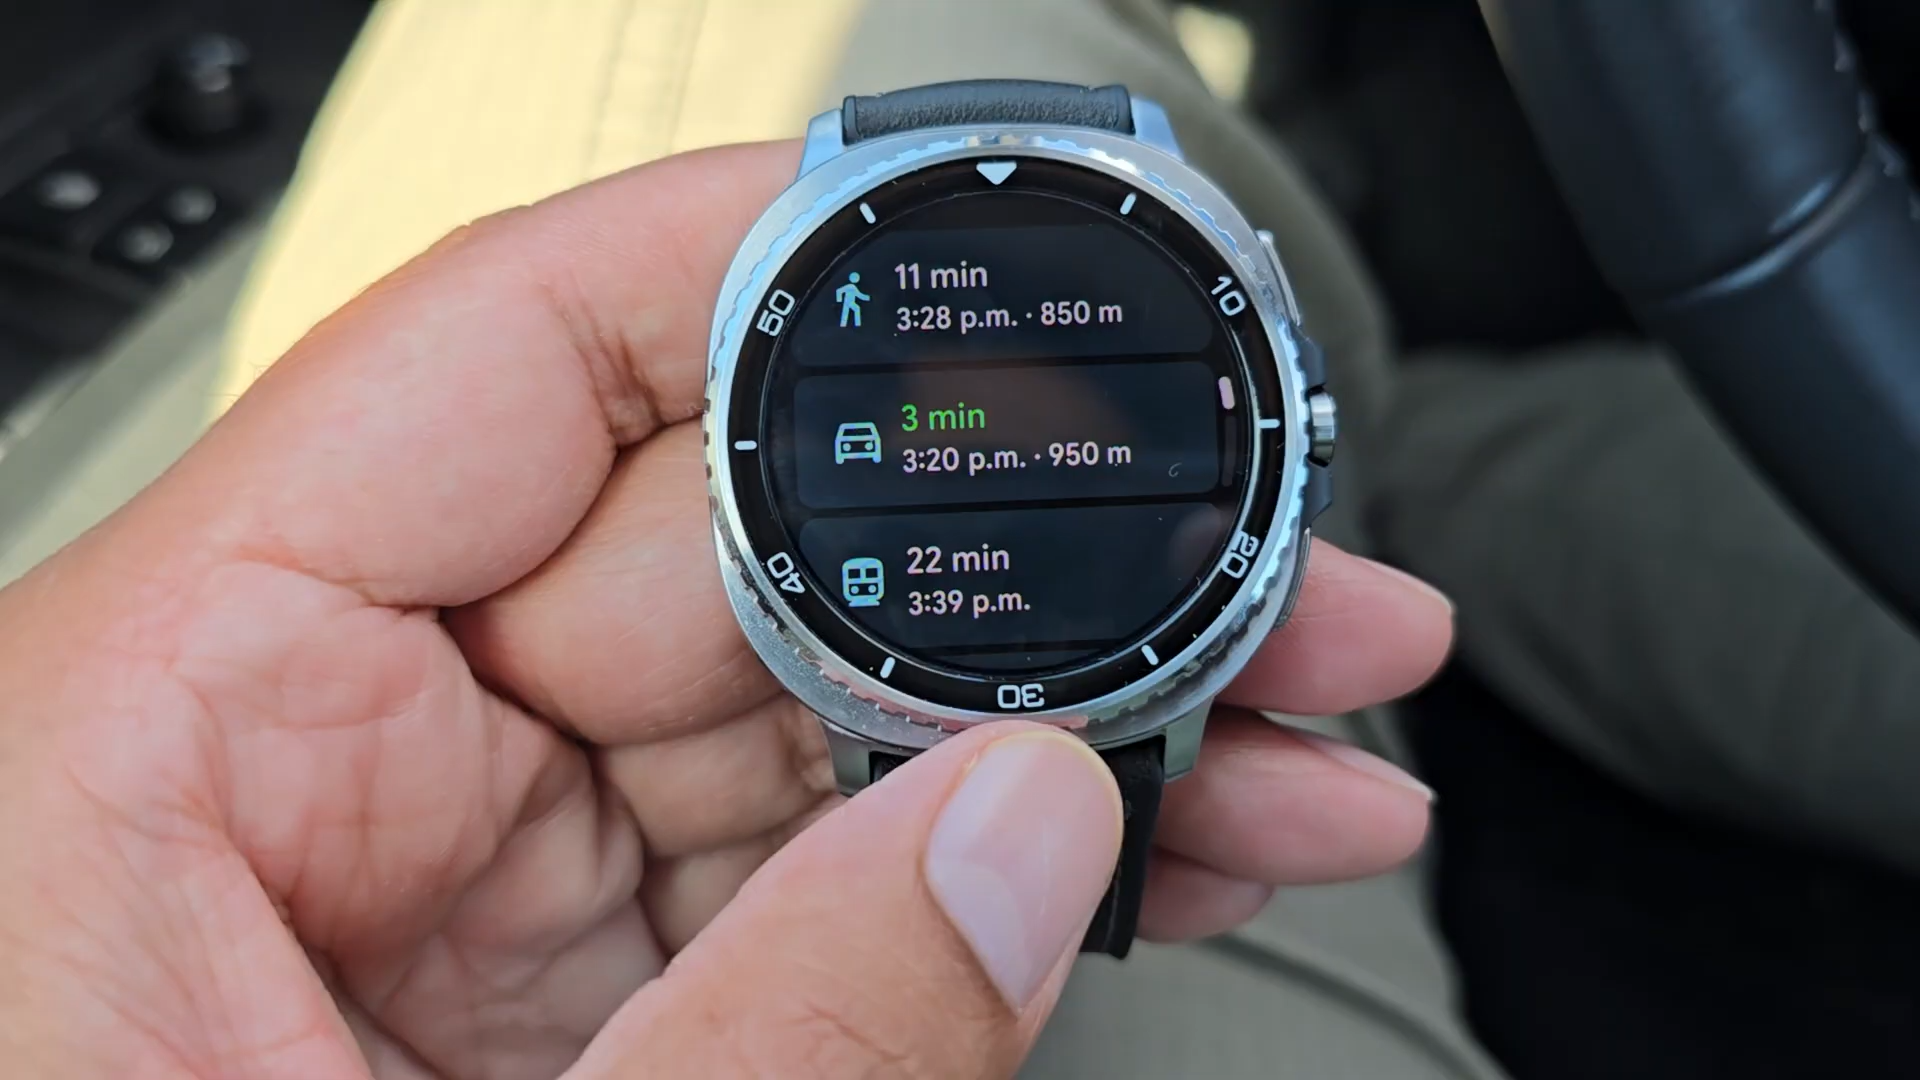 11 min
3:28 p.m. · 850 m
3 min
3:20 p.m. · 950 m
22 min
3:39 p.m.
10
20
30
40
50